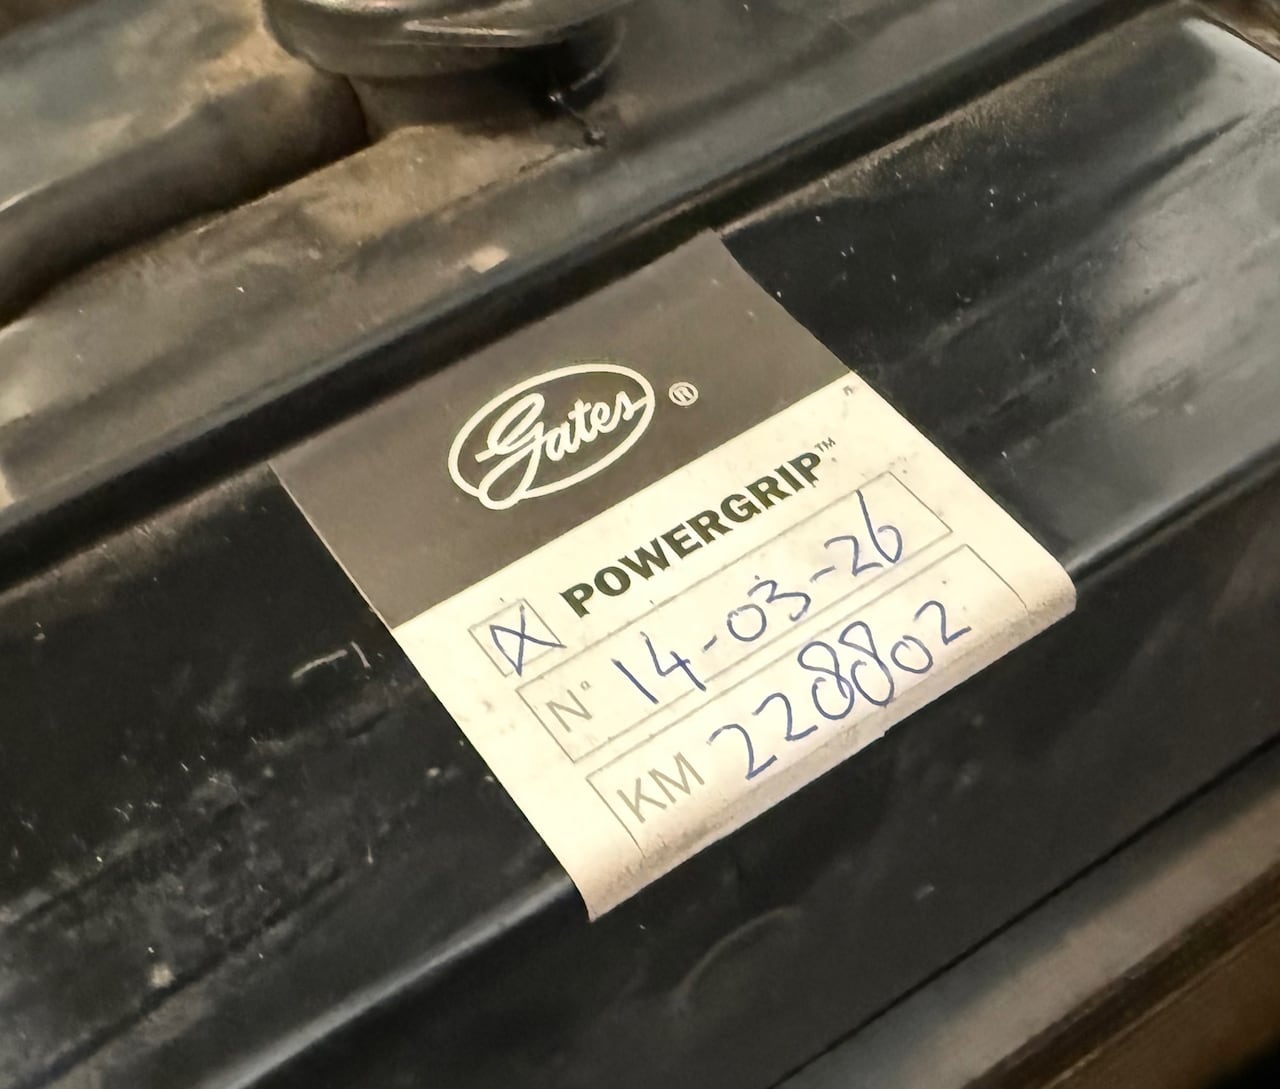 Gates ®
POWERGRIP™
N° 14-03-26
KM 228802